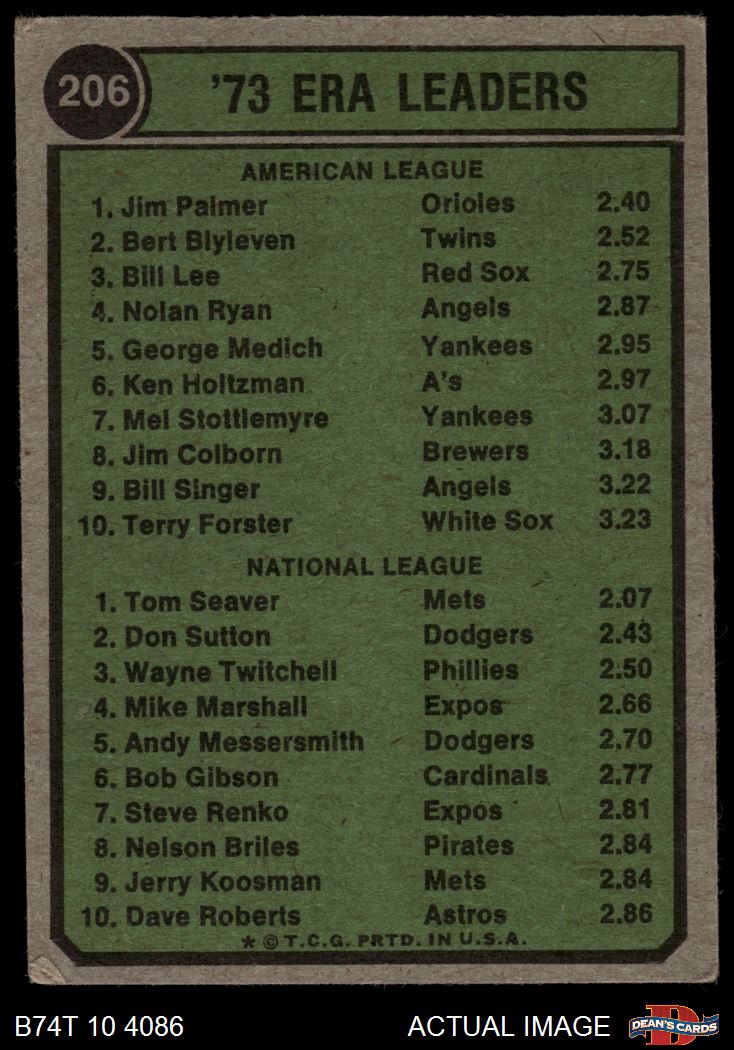 206 '73 ERA LEADERS
AMERICAN LEAGUE
1. Jim Palmer Orioles 2.40
2. Bert Blyleven Twins 2.52
3. Bill Lee Red Sox 2.75
4. Nolan Ryan Angels 2.87
5. George Medich Yankees 2.95
6. Ken Holtzman A's 2.97
7. Mel Stottlemyre Yankees 3.07
8. Jim Colborn Brewers 3.18
9. Bill Singer Angels 3.22
10. Terry Forster White Sox 3.23
NATIONAL LEAGUE
1. Tom Seaver Mets 2.07
2. Don Sutton Dodgers 2.43
3. Wayne Twitchell Phillies 2.50
4. Mike Marshall Expos 2.66
5. Andy Messersmith Dodgers 2.70
6. Bob Gibson Cardinals 2.77
7. Steve Renko Expos 2.81
8. Nelson Briles Pirates 2.84
9. Jerry Koosman Mets 2.84
10. Dave Roberts Astros 2.86
* © T.C.G. PRTD. IN U.S.A.
B74T 10 4086 ACTUAL IMAGE D DEAN'S CARDS